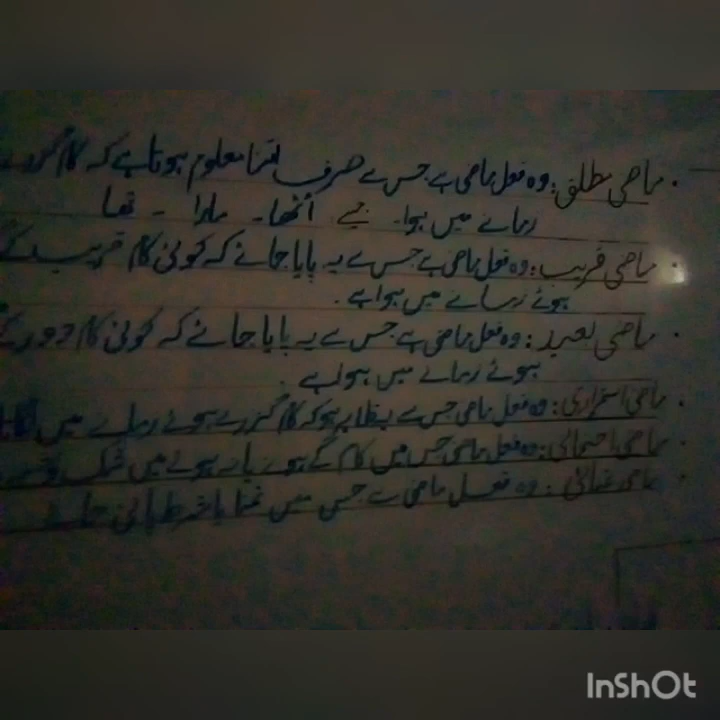 ماضی مطلق: وہ فعل ماضی ہے جس سے صرف اتنا معلوم ہوتا ہے کہ کام گزرے
زمانے میں ہوا۔ جیسے اٹھا۔ مارا۔ تھا
ماضی قریب: وہ فعل ماضی ہے جس سے یہ پایا جائے کہ کوئی کام قریب کے
ہوئے زمانے میں ہوا ہے۔
ماضی بعید: وہ فعل ماضی ہے جس سے یہ پایا جائے کہ کوئی کام دور کے
ہوئے زمانے میں ہوا ہے۔
ماضی استمراری: وہ فعل ماضی جس سے یہ ظاہر ہو کہ کام گزرے ہوئے زمانے میں
ماضی احتمالی: وہ فعل ماضی جس میں کام کے ہونے یا نہ ہونے میں شک
ماضی تمنائی: وہ فعل ماضی ہے جس میں تمنا یا شرط پائی جائے
InShOt